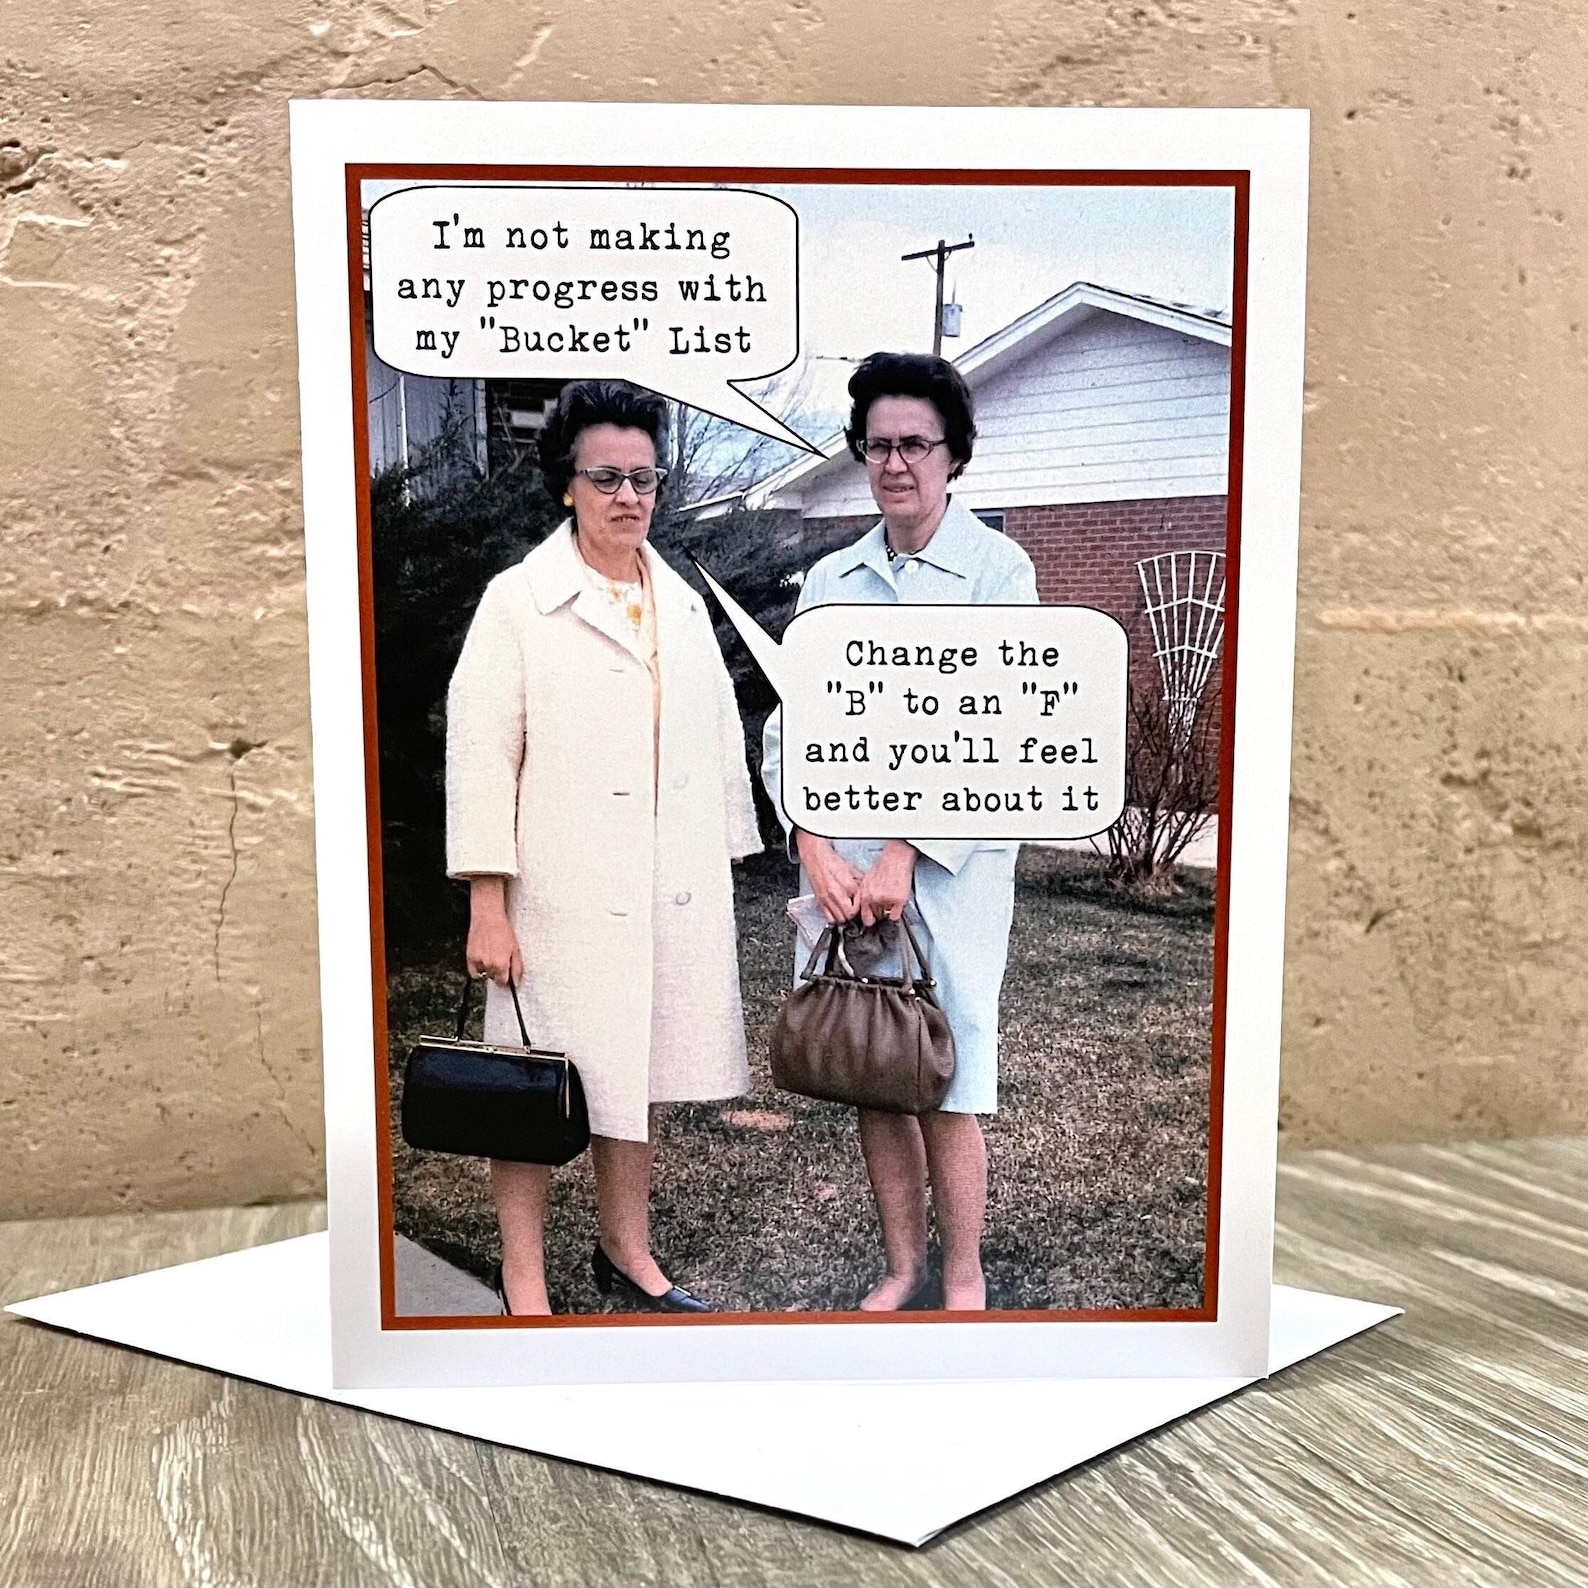 I'm not making
any progress with
my "Bucket" List
Change the
"B" to an "F"
and you'll feel
better about it